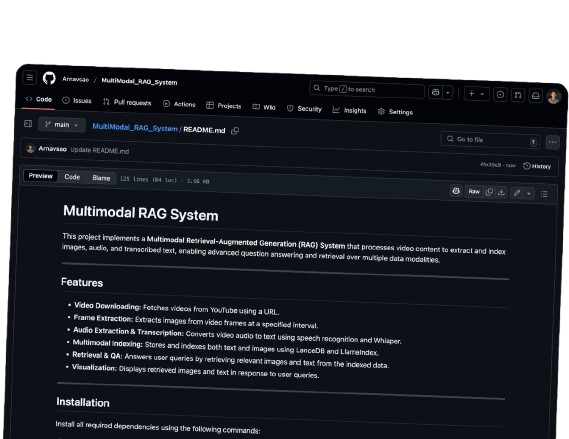 Arnavsao / MultiModal_RAG_System
Type / to search
Code Issues Pull requests Actions Projects Wiki Security Insights Settings
main MultiModal_RAG_System / README.md
Go to file t
Arnavsao Update README.md
now History
Preview Code Blame 125 lines (84 loc) · 3.96 KB
Raw
Multimodal RAG System
This project implements a Multimodal Retrieval-Augmented Generation (RAG) System that processes video content to extract and index
images, audio, and transcribed text, enabling advanced question answering and retrieval over multiple data modalities.
Features
• Video Downloading: Fetches videos from YouTube using a URL.
• Frame Extraction: Extracts images from video frames at a specified interval.
• Audio Extraction & Transcription: Converts video audio to text using speech recognition and Whisper.
• Multimodal Indexing: Stores and indexes both text and images using LanceDB and LlamaIndex.
• Retrieval & QA: Answers user queries by retrieving relevant images and text from the indexed data.
• Visualization: Displays retrieved images and text in response to user queries.
Installation
Install all required dependencies using the following commands: